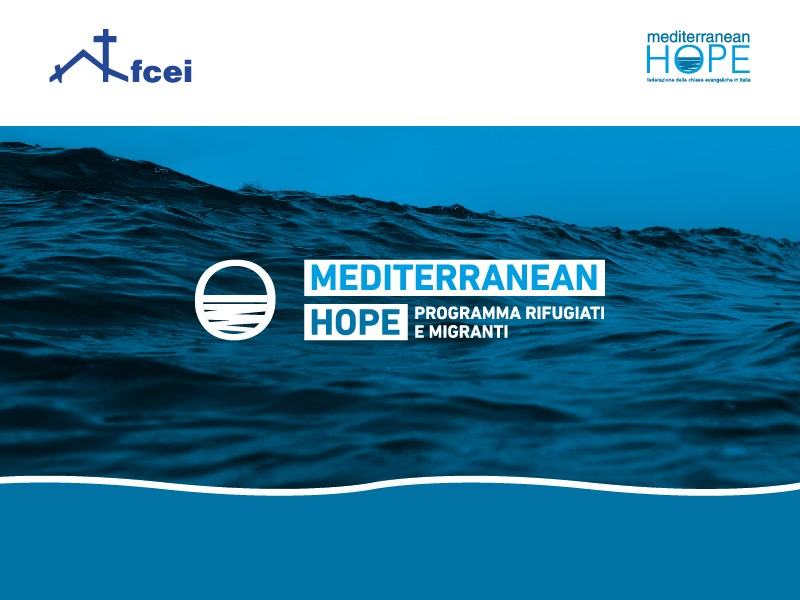 fcei
mediterranean
HOPE
federazione delle chiese evangeliche in italia
MEDITERRANEAN
HOPE
PROGRAMMA RIFUGIATI
E MIGRANTI